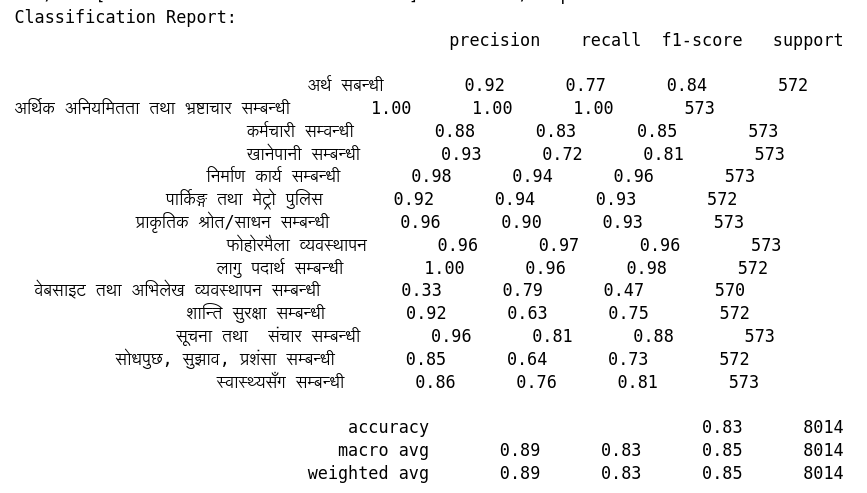 Classification Report:
precision recall f1-score support
अर्थ सबन्धी 0.92 0.77 0.84 572
आर्थिक अनियमितता तथा भ्रष्टाचार सम्बन्धी 1.00 1.00 1.00 573
कर्मचारी सम्वन्धी 0.88 0.83 0.85 573
खानेपानी सम्बन्धी 0.93 0.72 0.81 573
निर्माण कार्य सम्बन्धी 0.98 0.94 0.96 573
पार्किङ्ग तथा मेट्रो पुलिस 0.92 0.94 0.93 572
प्राकृतिक श्रोत/साधन सम्बन्धी 0.96 0.90 0.93 573
फोहोरमैला व्यवस्थापन 0.96 0.97 0.96 573
लागु पदार्थ सम्बन्धी 1.00 0.96 0.98 572
वेबसाइट तथा अभिलेख व्यवस्थापन सम्बन्धी 0.33 0.79 0.47 570
शान्ति सुरक्षा सम्बन्धी 0.92 0.63 0.75 572
सूचना तथा  संचार सम्बन्धी 0.96 0.81 0.88 573
सोधपुछ, सुझाव, प्रशंसा सम्बन्धी 0.85 0.64 0.73 572
स्वास्थ्यसँग सम्बन्धी 0.86 0.76 0.81 573
accuracy 0.83 8014
macro avg 0.89 0.83 0.85 8014
weighted avg 0.89 0.83 0.85 8014